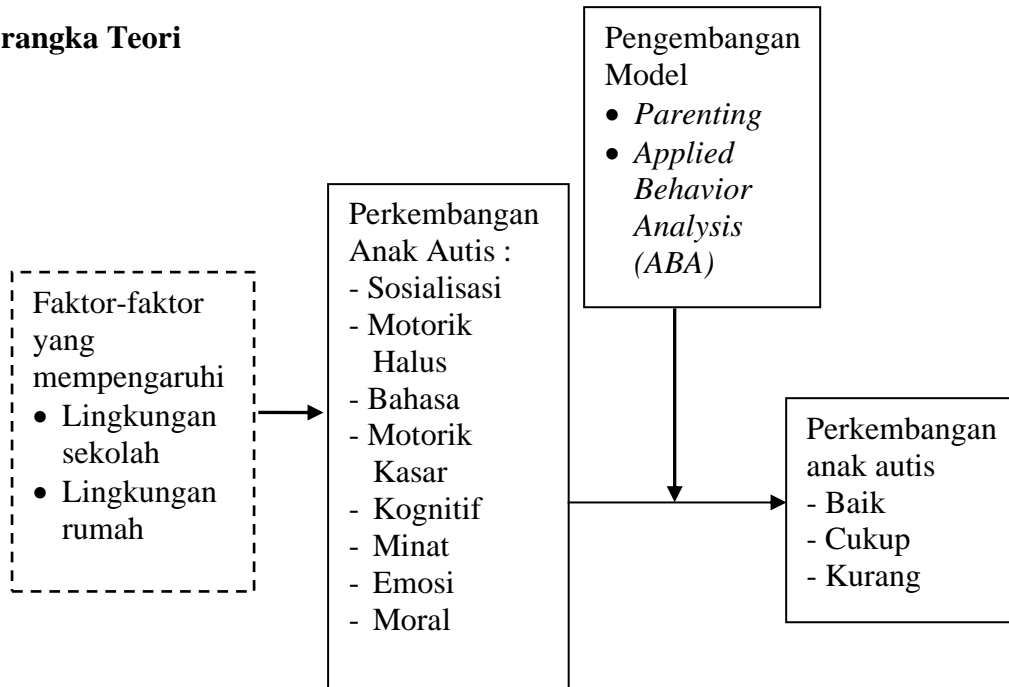 rangka Teori
Pengembangan
Model
• Parenting
• Applied
Behavior
Analysis
(ABA)
Perkembangan
Anak Autis :
- Sosialisasi
- Motorik
Halus
- Bahasa
- Motorik
Kasar
- Kognitif
- Minat
- Emosi
- Moral
Faktor-faktor
yang
mempengaruhi
• Lingkungan
sekolah
• Lingkungan
rumah
Perkembangan
anak autis
- Baik
- Cukup
- Kurang